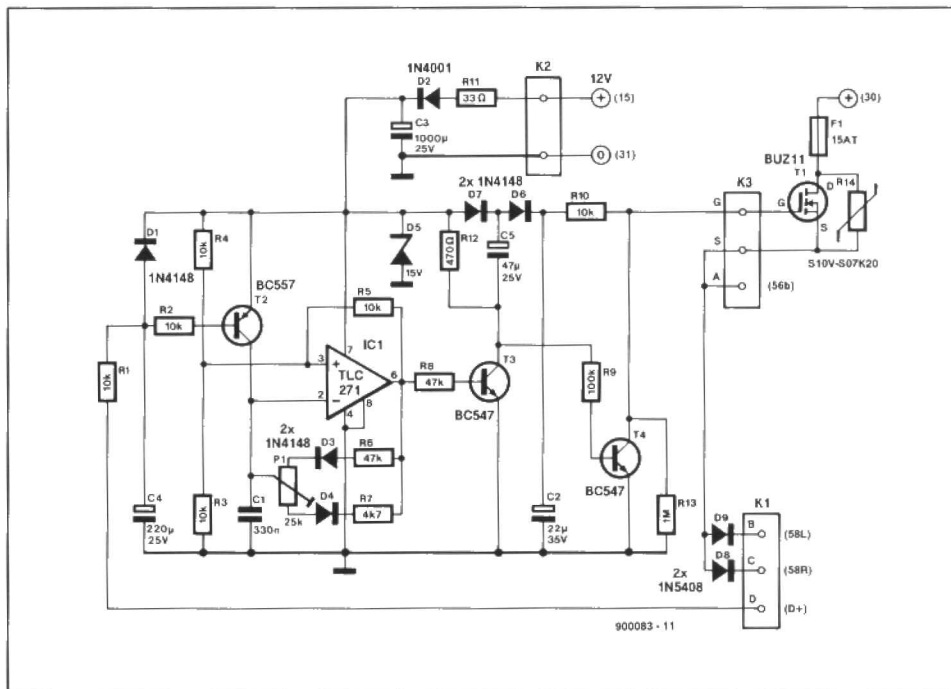 1N4001
D2
R11
33Ω
K2
12V
+
(15)
C3
1000µ
25V
0
(31)
+
(30)
F1
15AT
BUZ11
T1
D
G
S
R14
S10V-S07K20
K3
G
S
A
(56b)
2x 1N4148
D7
D6
R10
10k
D5
15V
R12
470Ω
C5
47µ
25V
D1
1N4148
R4
10k
BC557
T2
R2
10k
R5
10k
IC1
TLC
271
3
+
2
−
7
6
4
8
R8
47k
T3
BC547
R9
100k
T4
BC547
R1
10k
2x
1N4148
D3
R6
47k
P1
25k
D4
R7
4k7
C4
220µ
25V
R3
10k
C1
330n
C2
22µ
35V
R13
1M
K1
D9
B
(58L)
D8
C
(58R)
2x
1N5408
D
(D+)
900083 - 11